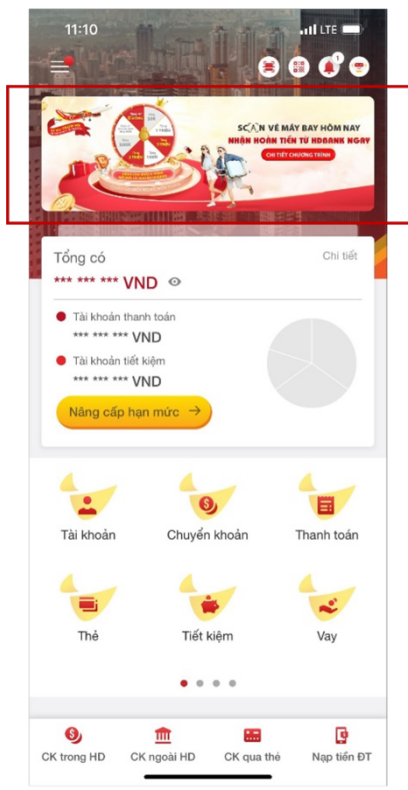 11:10
LTE
1
SCAN VÉ MÁY BAY HÔM NAY
NHẬN HOÀN TIỀN TỪ HDBANK NGAY
CHI TIẾT CHƯƠNG TRÌNH
Tổng có
Chi tiết
*** *** *** VND
Tài khoản thanh toán
*** *** *** VND
Tài khoản tiết kiệm
*** *** *** VND
Nâng cấp hạn mức →
Tài khoản
Chuyển khoản
Thanh toán
Thẻ
Tiết kiệm
Vay
CK trong HD
CK ngoài HD
CK qua thẻ
Nạp tiền ĐT